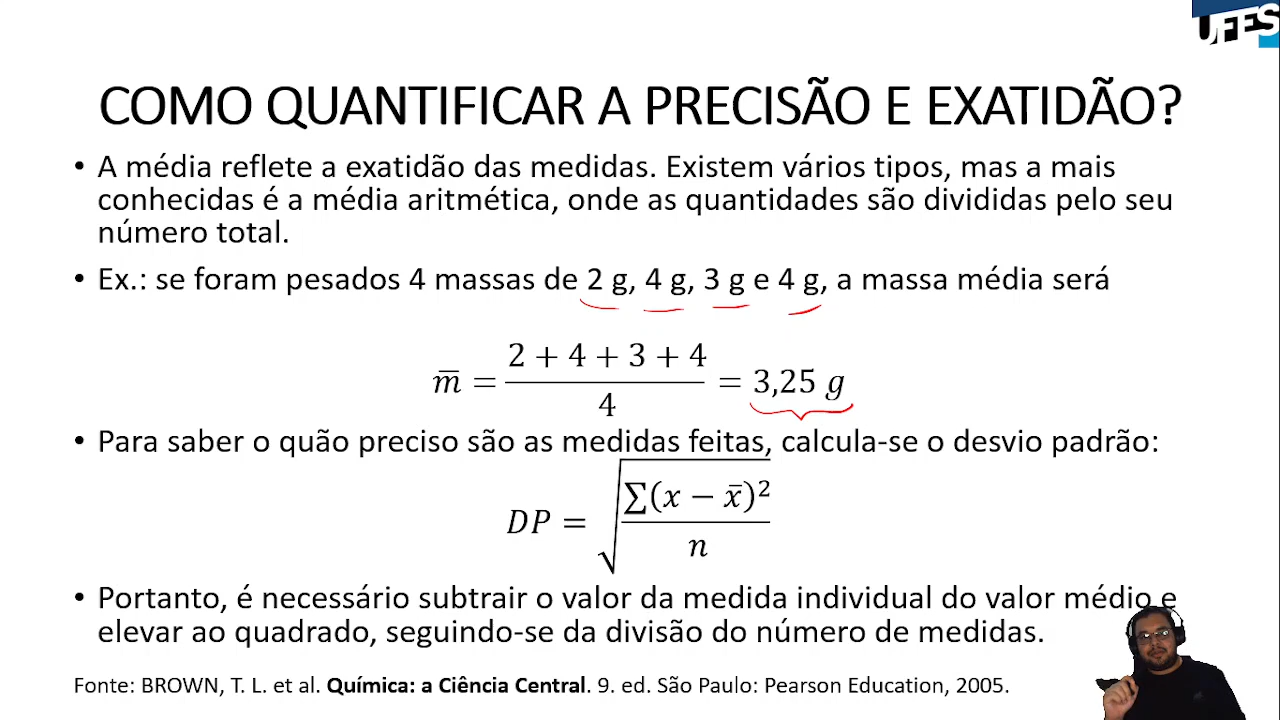 UFES
COMO QUANTIFICAR A PRECISÃO E EXATIDÃO?
• A média reflete a exatidão das medidas. Existem vários tipos, mas a mais
conhecidas é a média aritmética, onde as quantidades são divididas pelo seu
número total.
• Ex.: se foram pesados 4 massas de 2 g, 4 g, 3 g e 4 g, a massa média será
m̅ = (2 + 4 + 3 + 4)/4 = 3,25 g
• Para saber o quão preciso são as medidas feitas, calcula-se o desvio padrão:
DP = √(∑(x − x̅)²/n)
• Portanto, é necessário subtrair o valor da medida individual do valor médio e
elevar ao quadrado, seguindo-se da divisão do número de medidas.
Fonte: BROWN, T. L. et al. Química: a Ciência Central. 9. ed. São Paulo: Pearson Education, 2005.